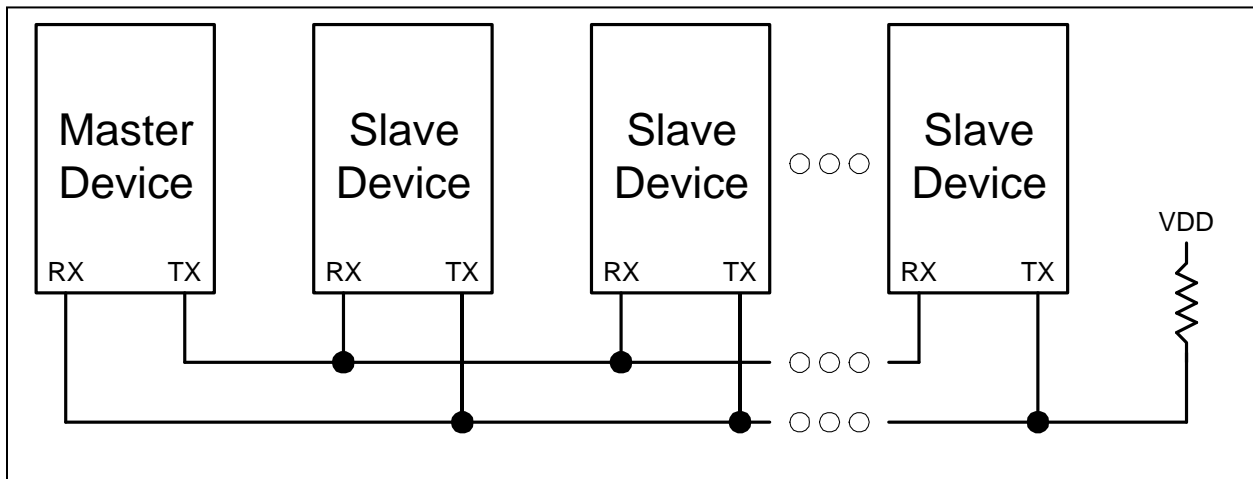 Master
Device
Slave
Device
Slave
Device
Slave
Device
VDD
RX TX
RX TX
RX TX
RX TX